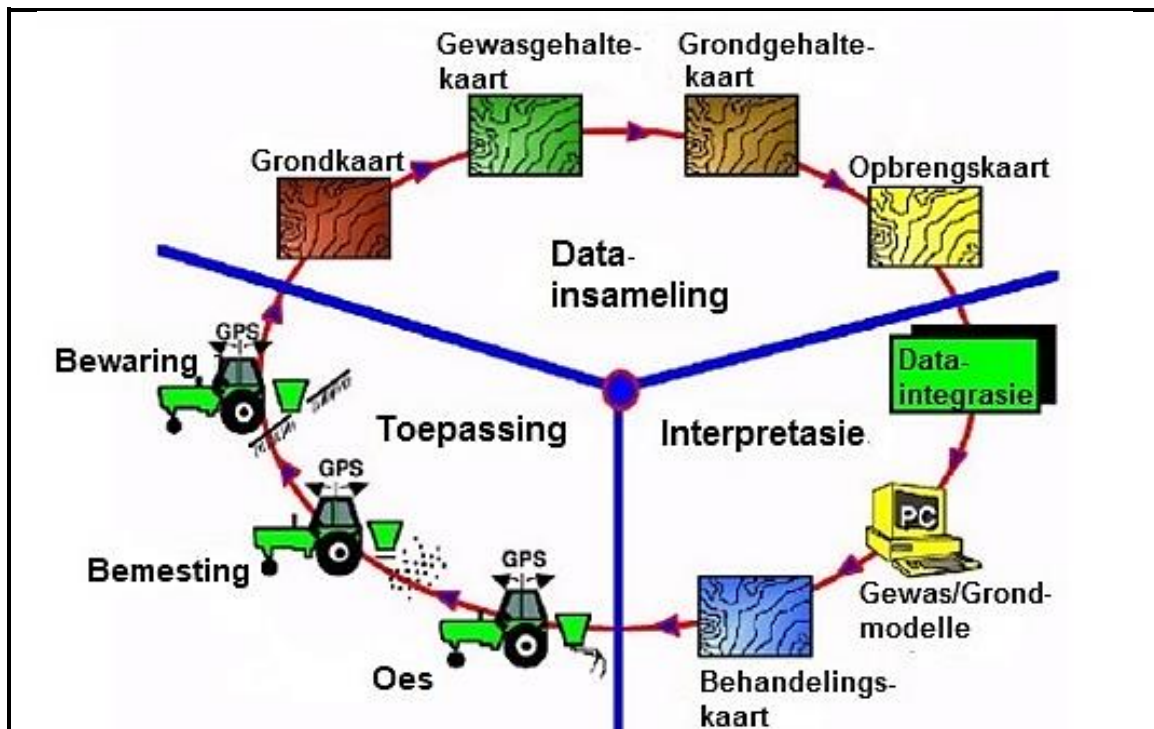 Gewasgehalte-
kaart
Grondgehalte-
kaart
Grondkaart
Opbrengskaart
Data-
insameling
GPS
Bewaring
Data-
integrasie
Toepassing
Interpretasie
GPS
PC
Bemesting
GPS
Gewas/Grond-
modelle
Oes
Behandelings-
kaart